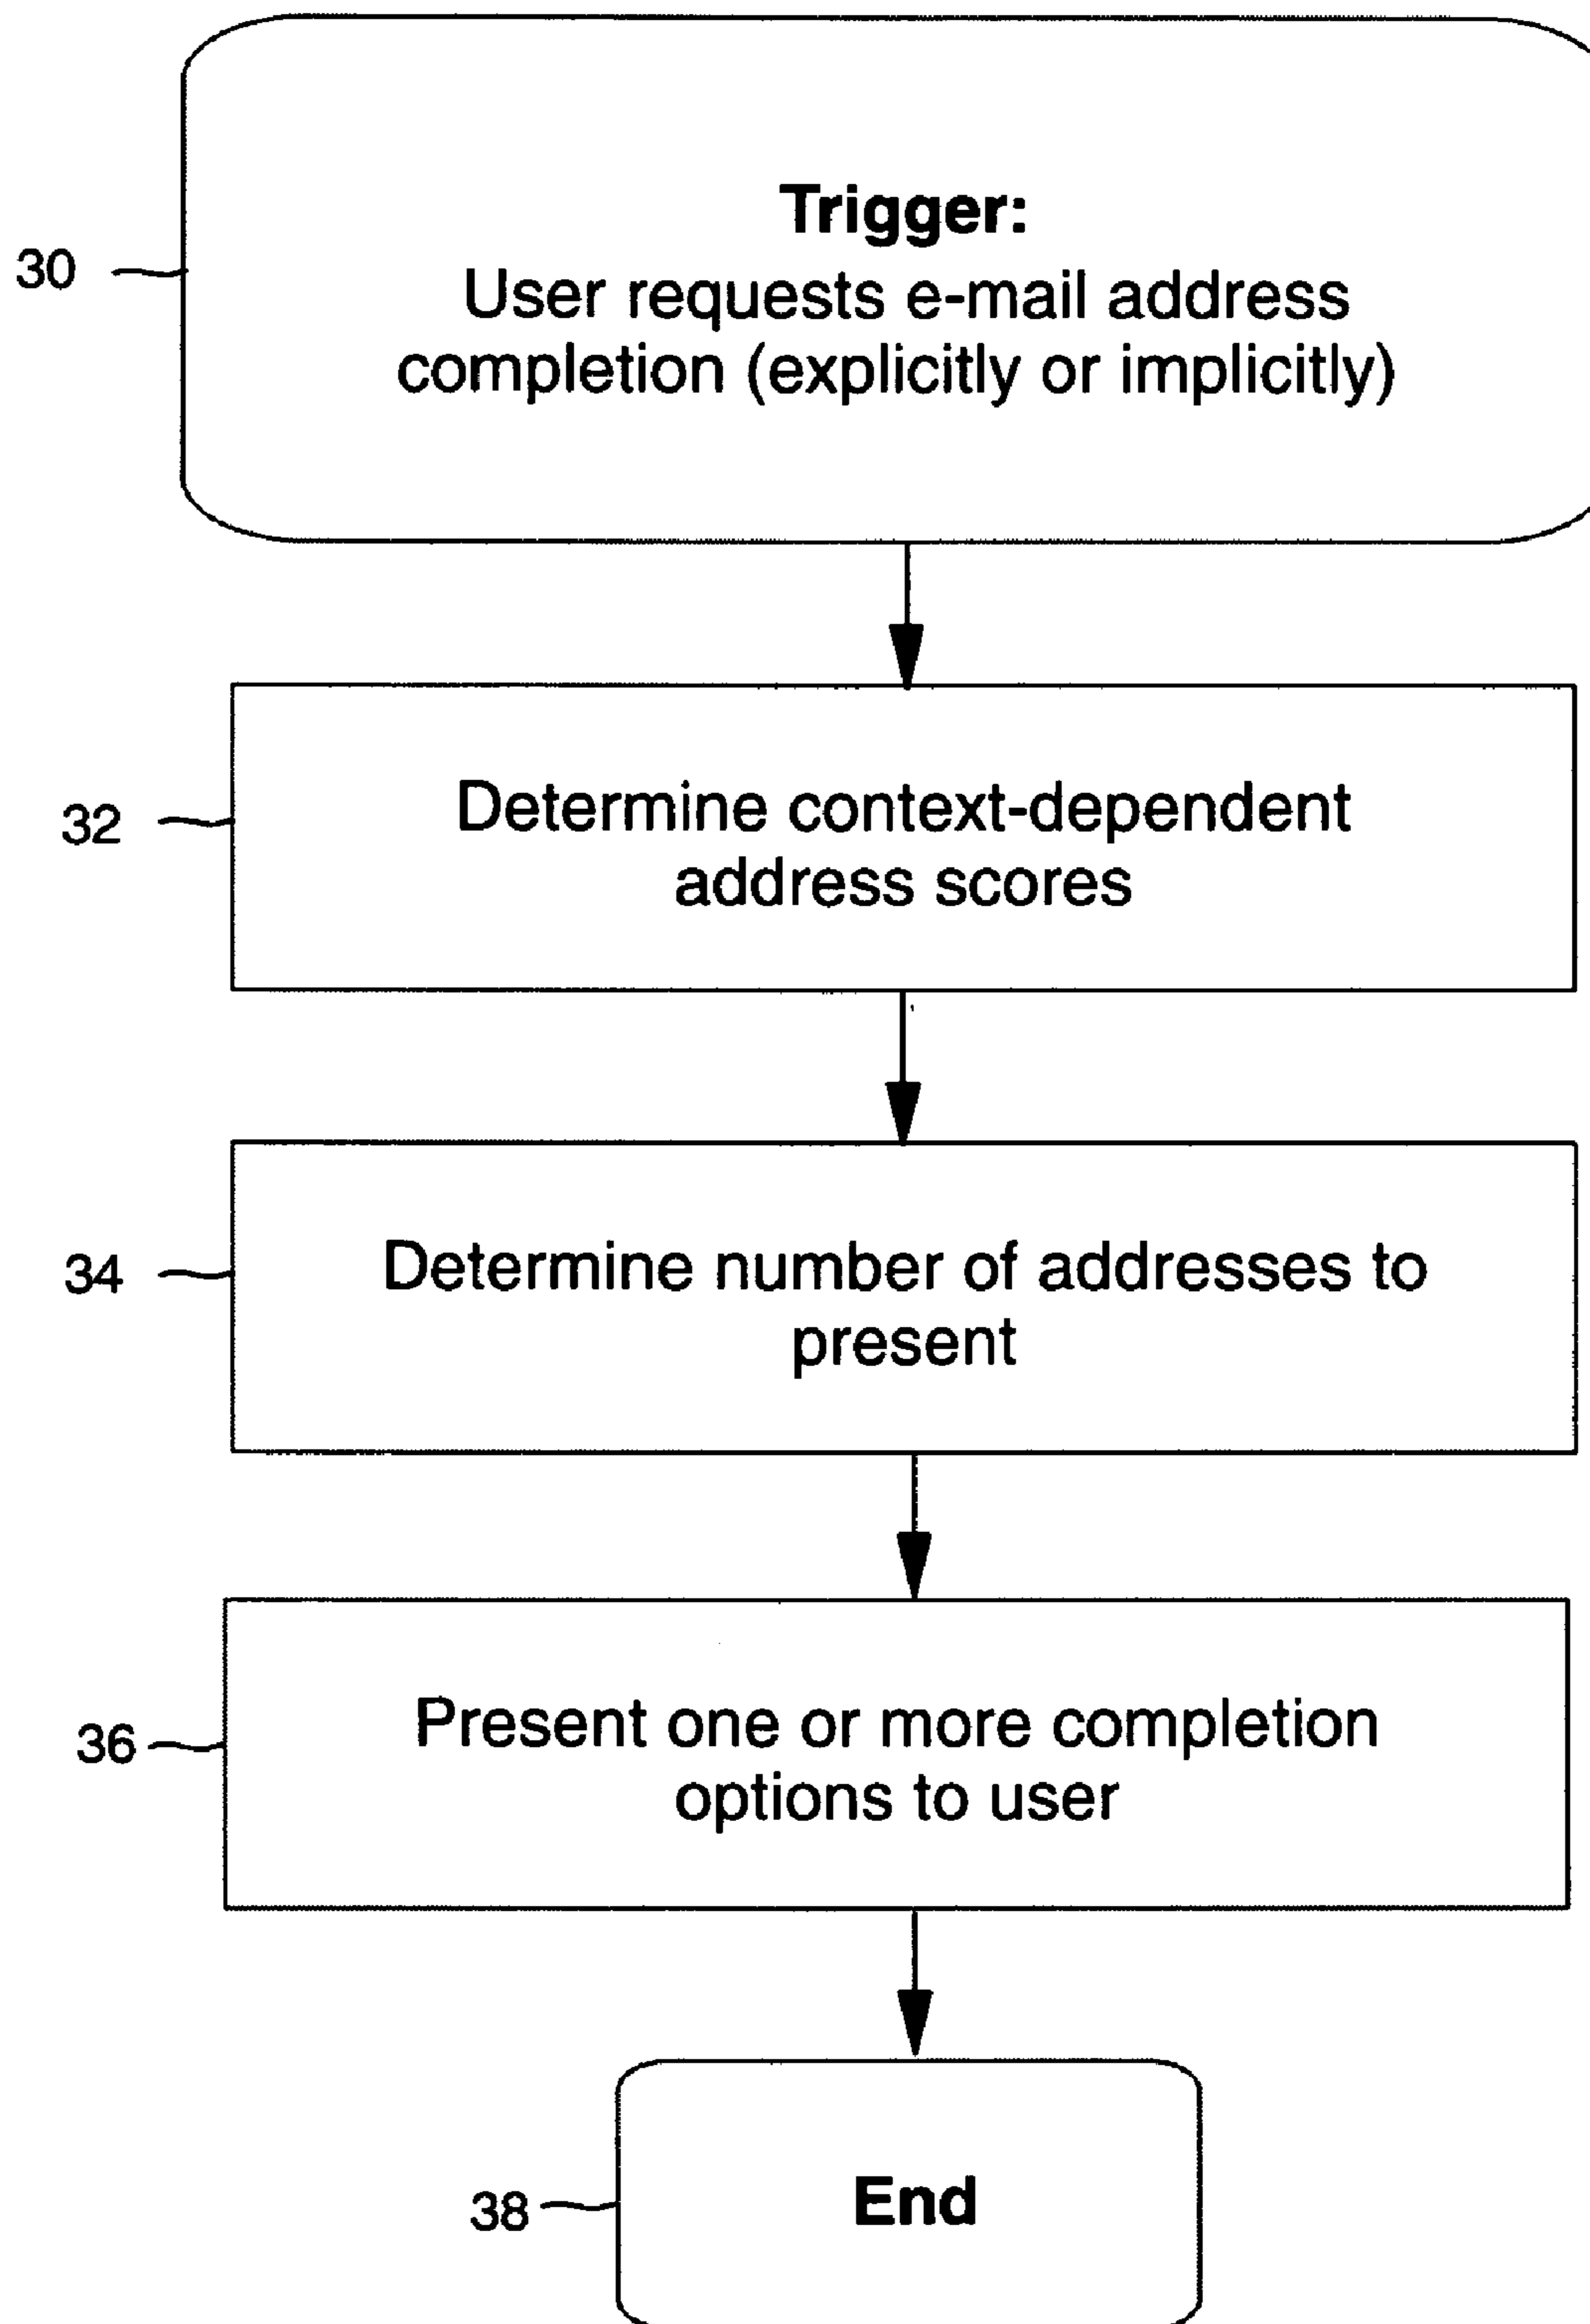 Trigger:
30
User requests e-mail address
completion (explicitly or implicitly)
32
Determine context-dependent
address scores
34
Determine number of addresses to
present
36
Present one or more completion
options to user
38
End